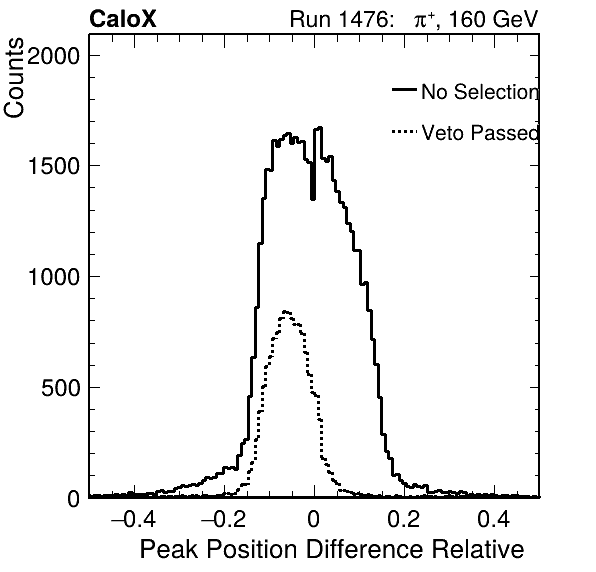 CaloX Run 1476: π⁺, 160 GeV
Counts
2000
1500
1000
500
0
No Selection
Veto Passed
−0.4 −0.2 0 0.2 0.4
Peak Position Difference Relative